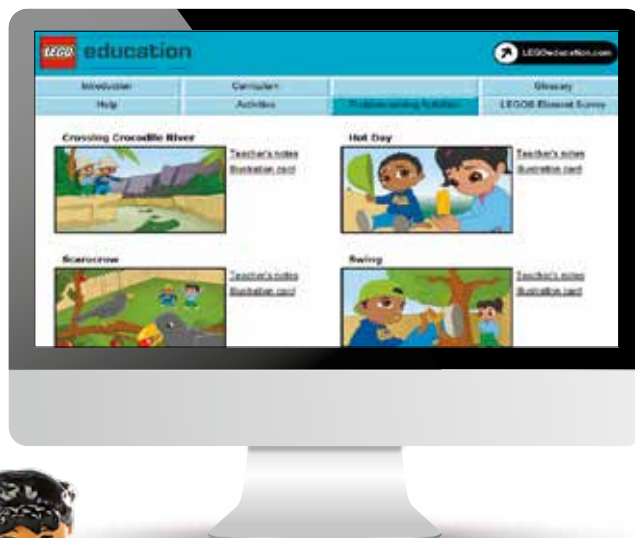 LEGO education
LEGOeducation.com
Introduction
Curriculum
Glossary
Help
Activities
Problem-solving Activities
LEGO® Element Survey
Crossing Crocodile River
Hot Day
Teacher's notes
Illustration card
Teacher's notes
Illustration card
Scarecrow
Swing
Teacher's notes
Illustration card
Teacher's notes
Illustration card